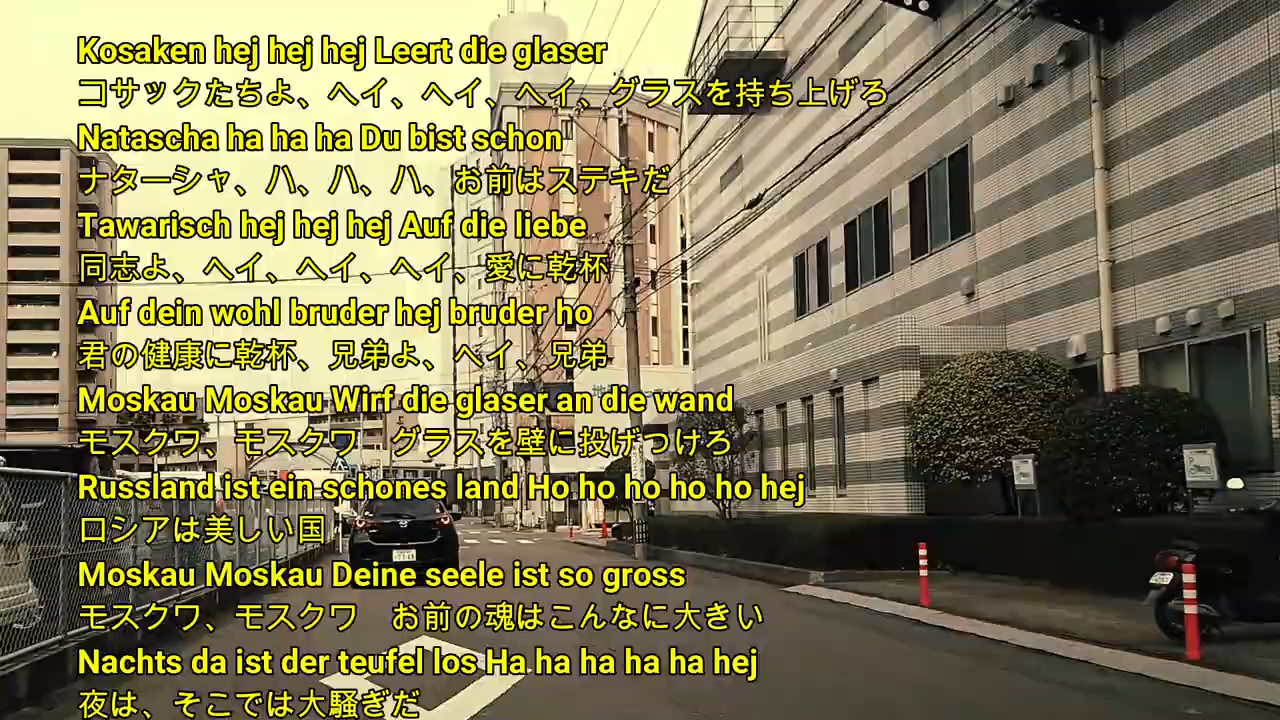 Kosaken hej hej hej Leert die glaser
コサックたちよ、ヘイ、ヘイ、ヘイ、グラスを持ち上げろ
Natascha ha ha ha Du bist schon
ナターシャ、ハ、ハ、ハ、お前はステキだ
Tawarisch hej hej hej Auf die liebe
同志よ、ヘイ、ヘイ、ヘイ、愛に乾杯
Auf dein wohl bruder hej bruder ho
君の健康に乾杯、兄弟よ、ヘイ、兄弟
Moskau Moskau Wirf die glaser an die wand
モスクワ、モスクワ　グラスを壁に投げつけろ
Russland ist ein schones land Ho ho ho ho ho hej
ロシアは美しい国
Moskau Moskau Deine seele ist so gross
モスクワ、モスクワ　お前の魂はこんなに大きい
Nachts da ist der teufel los Ha ha ha ha ha hej
夜は、そこでは大騒ぎだ